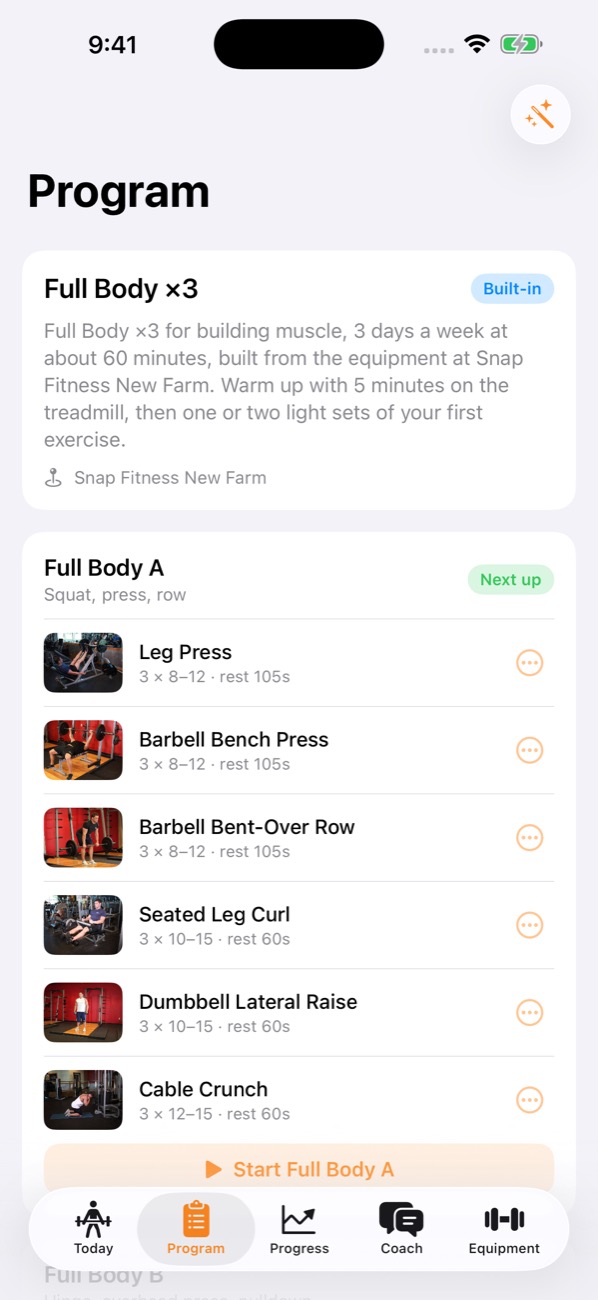 9:41
Program
Full Body ×3
Built-in
Full Body ×3 for building muscle, 3 days a week at
about 60 minutes, built from the equipment at Snap
Fitness New Farm. Warm up with 5 minutes on the
treadmill, then one or two light sets of your first
exercise.
Snap Fitness New Farm
Full Body A
Next up
Squat, press, row
Leg Press
3 × 8–12 · rest 105s
Barbell Bench Press
3 × 8–12 · rest 105s
Barbell Bent-Over Row
3 × 8–12 · rest 105s
Seated Leg Curl
3 × 10–15 · rest 60s
Dumbbell Lateral Raise
3 × 10–15 · rest 60s
Cable Crunch
3 × 12–15 · rest 60s
Start Full Body A
Today
Program
Progress
Coach
Equipment
Full Body B